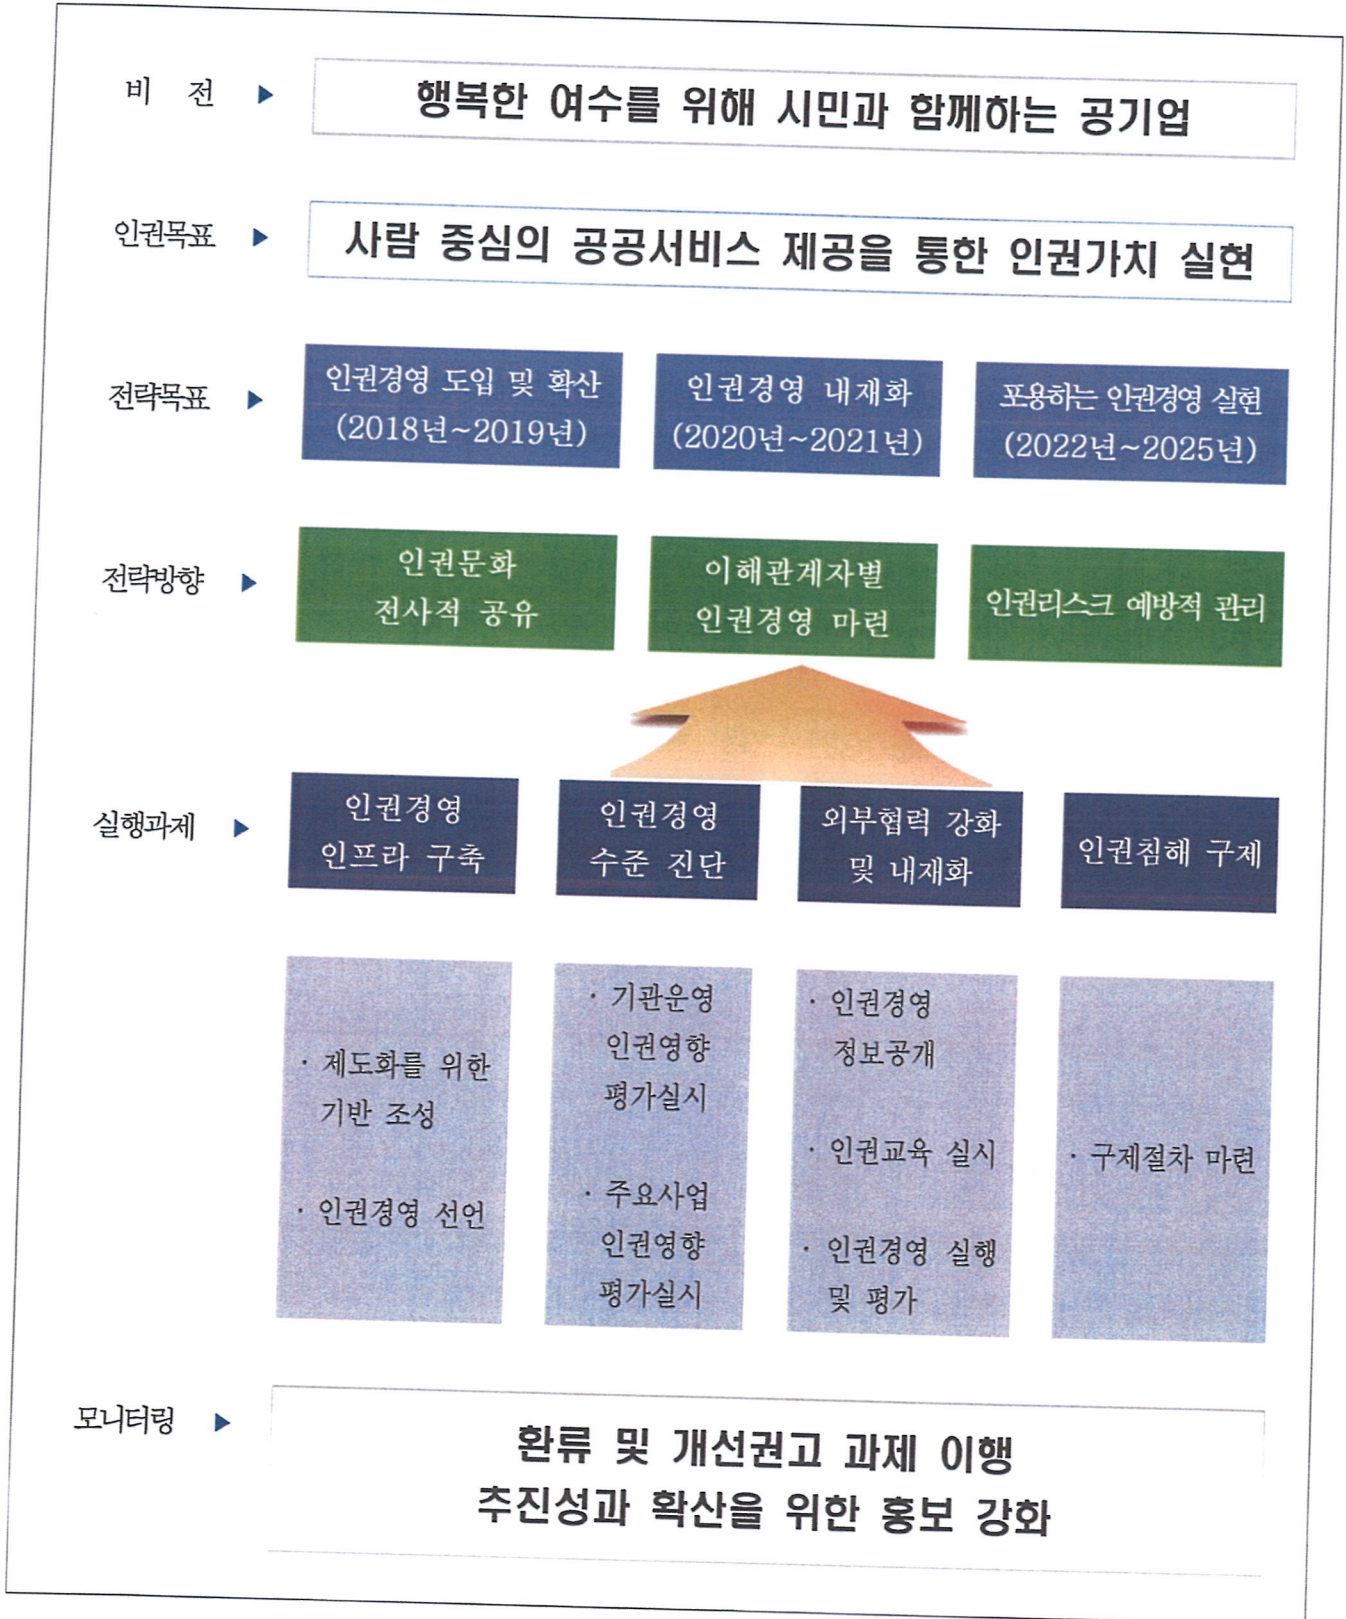 비 전 ▶ 행복한 여수를 위해 시민과 함께하는 공기업
인권목표 ▶ 사람 중심의 공공서비스 제공을 통한 인권가치 실현
전략목표 ▶
인권경영 도입 및 확산
(2018년~2019년)
인권경영 내재화
(2020년~2021년)
포용하는 인권경영 실현
(2022년~2025년)
전략방향 ▶
인권문화
전사적 공유
이해관계자별
인권경영 마련
인권리스크 예방적 관리
실행과제 ▶
인권경영
인프라 구축
인권경영
수준 진단
외부협력 강화
및 내재화
인권침해 구제
· 제도화를 위한
기반 조성
· 인권경영 선언
· 기관운영
인권영향
평가실시
· 주요사업
인권영향
평가실시
· 인권경영
정보공개
· 인권교육 실시
· 인권경영 실행
및 평가
· 구제절차 마련
모니터링 ▶
환류 및 개선권고 과제 이행
추진성과 확산을 위한 홍보 강화